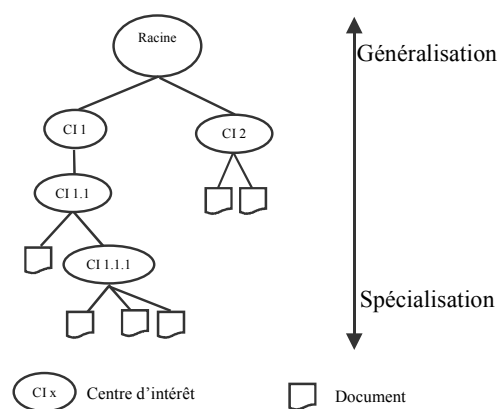 Racine
Généralisation
CI 1
CI 2
CI 1.1
CI 1.1.1
Spécialisation
CI x
Centre d'intérêt
Document